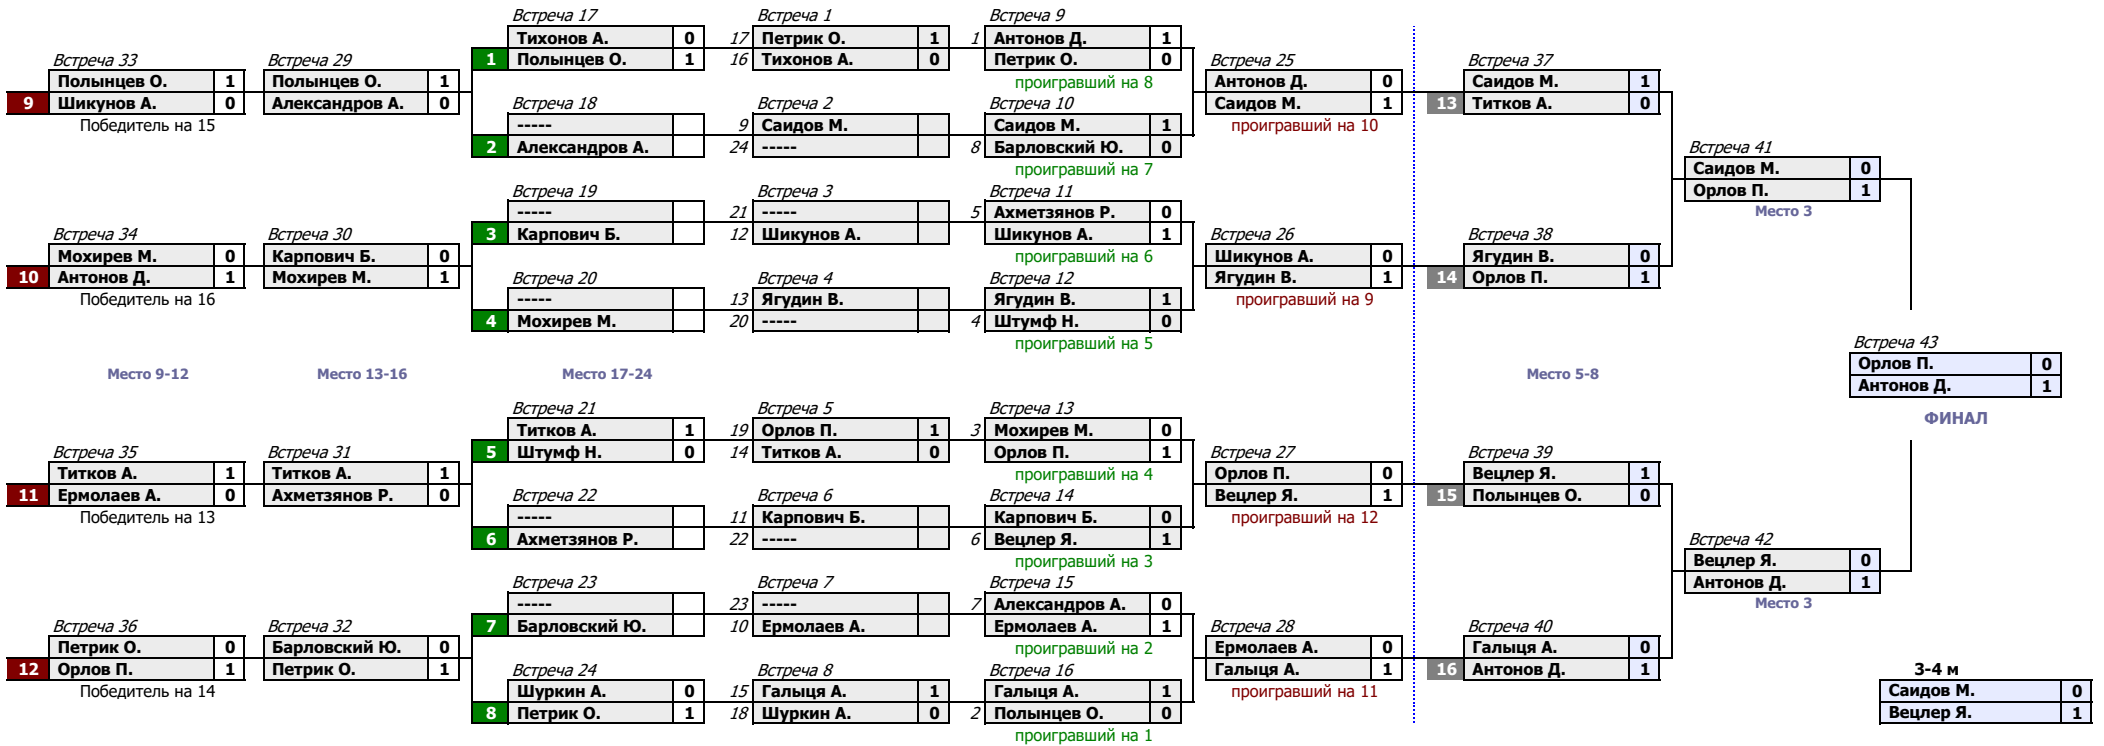 Встреча 17 Встреча 1 Встреча 9
Тихонов А. 0 17 Петрик О. 1 1 Антонов Д. 1
Встреча 33 Встреча 29 1 Полынцев О. 1 16 Тихонов А. 0 Петрик О. 0 Встреча 25 Встреча 37
Полынцев О. 1 Полынцев О. 1 проигравший на 8 Антонов Д. 0 Саидов М. 1
9 Шикунов А. 0 Александров А. 0 Встреча 18 Встреча 2 Встреча 10 Саидов М. 1 13 Титков А. 0
Победитель на 15 ----- 9 Саидов М. Саидов М. 1 проигравший на 10
2 Александров А. 24 ----- 8 Барловский Ю. 0 Встреча 41
проигравший на 7 Саидов М. 0
Встреча 19 Встреча 3 Встреча 11 Орлов П. 1
----- 21 ----- 5 Ахметзянов Р. 0 Место 3
Встреча 34 Встреча 30 3 Карпович Б. 12 Шикунов А. Шикунов А. 1 Встреча 26 Встреча 38
Мохирев М. 0 Карпович Б. 0 проигравший на 6 Шикунов А. 0 Ягудин В. 0
10 Антонов Д. 1 Мохирев М. 1 Встреча 20 Встреча 4 Встреча 12 Ягудин В. 1 14 Орлов П. 1
Победитель на 16 ----- 13 Ягудин В. Ягудин В. 1 проигравший на 9
4 Мохирев М. 20 ----- 4 Штумф Н. 0
проигравший на 5 Встреча 43
Орлов П. 0
Место 9-12 Место 13-16 Место 17-24 Место 5-8
Антонов Д. 1
Встреча 21 Встреча 5 Встреча 13 ФИНАЛ
Титков А. 1 19 Орлов П. 1 3 Мохирев М. 0
Встреча 35 Встреча 31 5 Штумф Н. 0 14 Титков А. 0 Орлов П. 1 Встреча 27 Встреча 39
Титков А. 1 Титков А. 1 проигравший на 4 Орлов П. 0 Вецлер Я. 1
11 Ермолаев А. 0 Ахметзянов Р. 0 Встреча 22 Встреча 6 Встреча 14 Вецлер Я. 1 15 Полынцев О. 0
Победитель на 13 ----- 11 Карпович Б. Карпович Б. 0 проигравший на 12
6 Ахметзянов Р. 22 ----- 6 Вецлер Я. 1 Встреча 42
проигравший на 3 Вецлер Я. 0
Встреча 23 Встреча 7 Встреча 15 Антонов Д. 1
----- 23 ----- 7 Александров А. 0 Место 3
Встреча 36 Встреча 32 7 Барловский Ю. 10 Ермолаев А. Ермолаев А. 1 Встреча 28 Встреча 40
Петрик О. 0 Барловский Ю. 0 проигравший на 2 Ермолаев А. 0 Галыця А. 0
12 Орлов П. 1 Петрик О. 1 Встреча 24 Встреча 8 Встреча 16 Галыця А. 1 16 Антонов Д. 1 3-4 м
Победитель на 14 Шуркин А. 0 15 Галыця А. 1 Галыця А. 1 проигравший на 11 Саидов М. 0
8 Петрик О. 1 18 Шуркин А. 0 2 Полынцев О. 0 Вецлер Я. 1
проигравший на 1